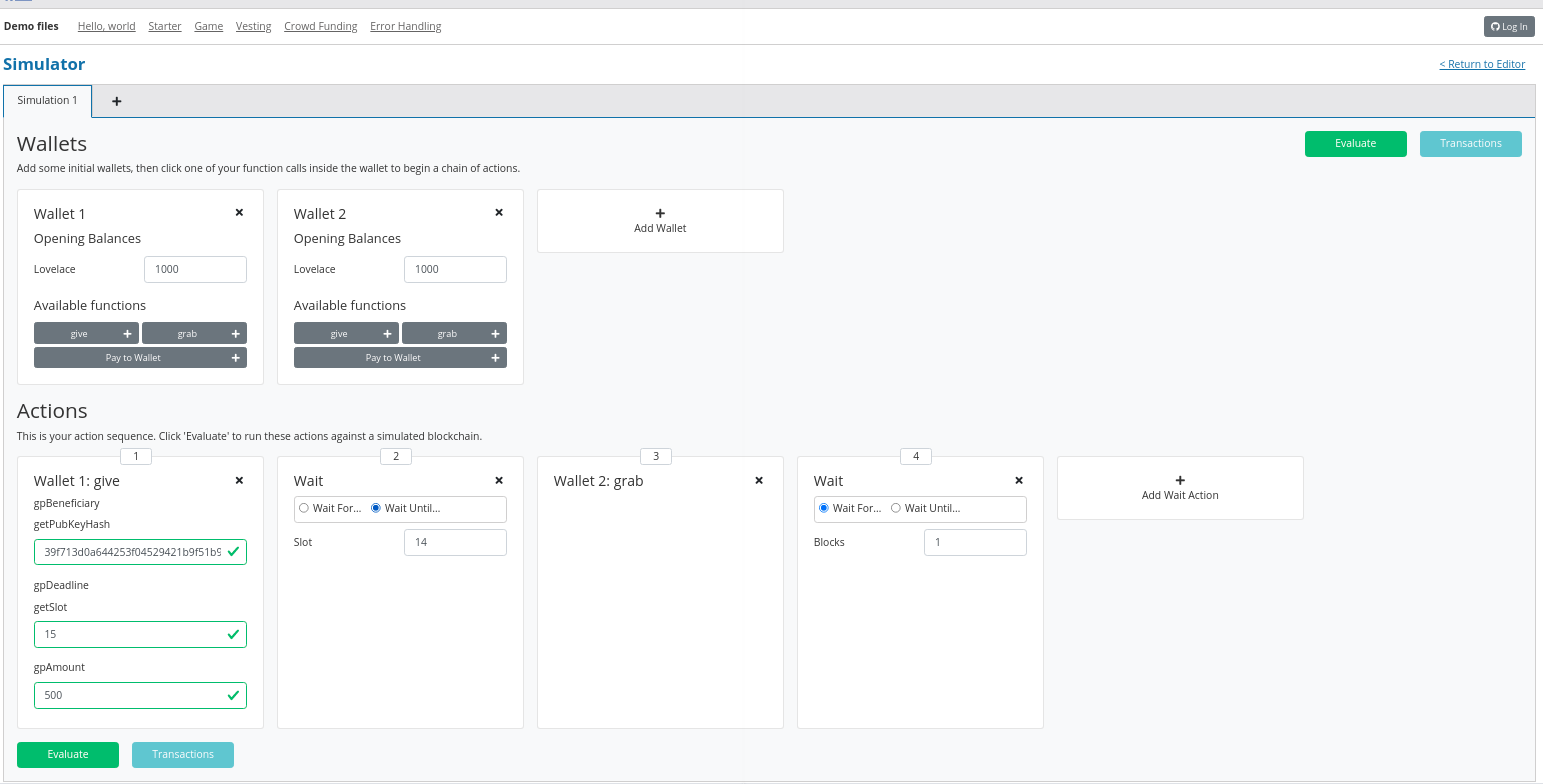 Demo files Hello, world Starter Game Vesting Crowd Funding Error Handling Log In
Simulator < Return to Editor
Simulation 1 +
Wallets Evaluate Transactions
Add some initial wallets, then click one of your function calls inside the wallet to begin a chain of actions.
Wallet 1 × Wallet 2 × +
Add Wallet
Opening Balances Opening Balances
Lovelace 1000 Lovelace 1000
Available functions Available functions
give + grab + give + grab +
Pay to Wallet + Pay to Wallet +
Actions
This is your action sequence. Click 'Evaluate' to run these actions against a simulated blockchain.
1 2 3 4
Wallet 1: give × Wait × Wallet 2: grab × Wait × +
Add Wait Action
gpBeneficiary Wait For... Wait Until... Wait For... Wait Until...
getPubKeyHash
39f713d0a644253f04529421b9f51b9 Slot 14 Blocks 1
gpDeadline
getSlot
15
gpAmount
500
Evaluate Transactions